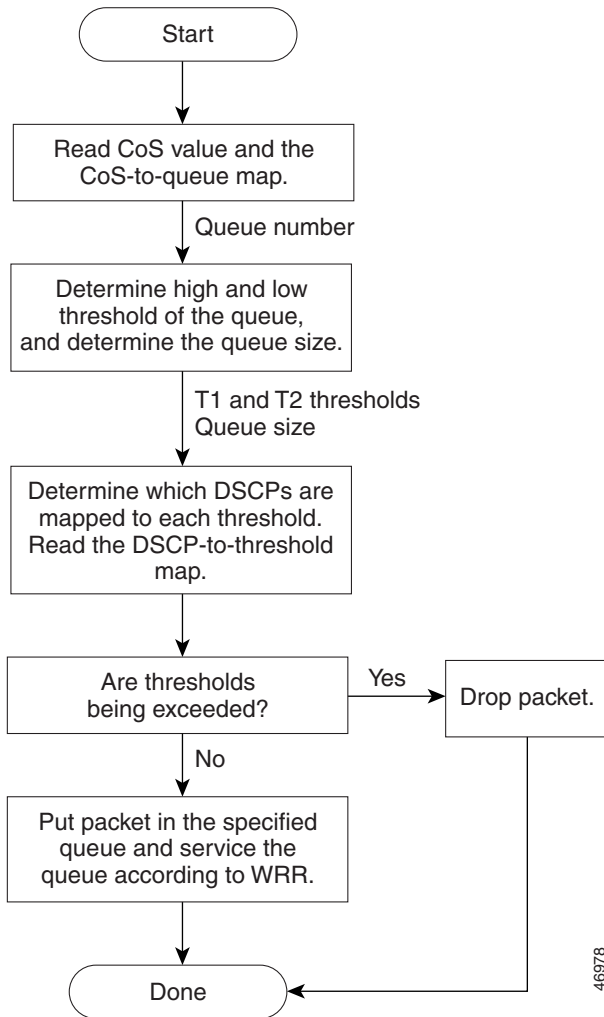 Start
Read CoS value and the
CoS-to-queue map.
Queue number
Determine high and low
threshold of the queue,
and determine the queue size.
T1 and T2 thresholds
Queue size
Determine which DSCPs are
mapped to each threshold.
Read the DSCP-to-threshold
map.
Are thresholds
being exceeded?
Yes
Drop packet.
No
Put packet in the specified
queue and service the
queue according to WRR.
Done
46978